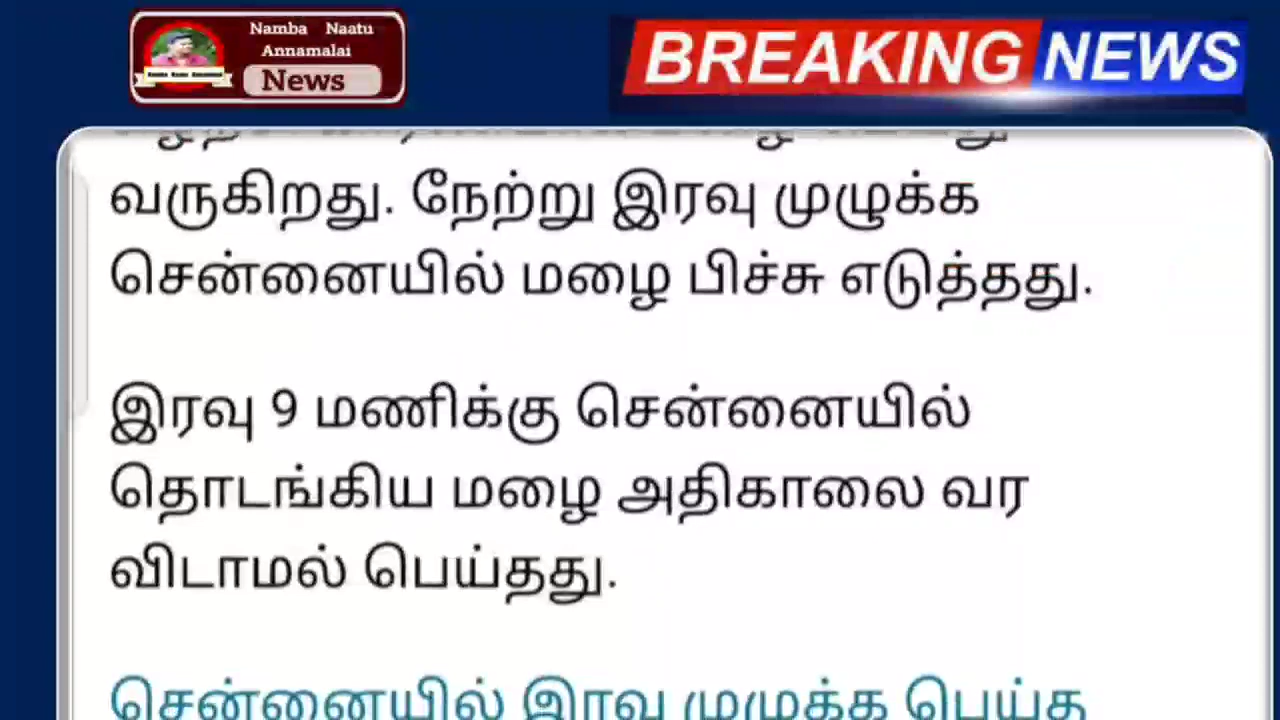 Namba Naatu
Annamalai
News
BREAKING NEWS
வருகிறது. நேற்று இரவு முழுக்க
சென்னையில் மழை பிச்சு எடுத்தது.
இரவு 9 மணிக்கு சென்னையில்
தொடங்கிய மழை அதிகாலை வர
விடாமல் பெய்தது.
சென்னையில் இரவு முழுக்க பெய்த